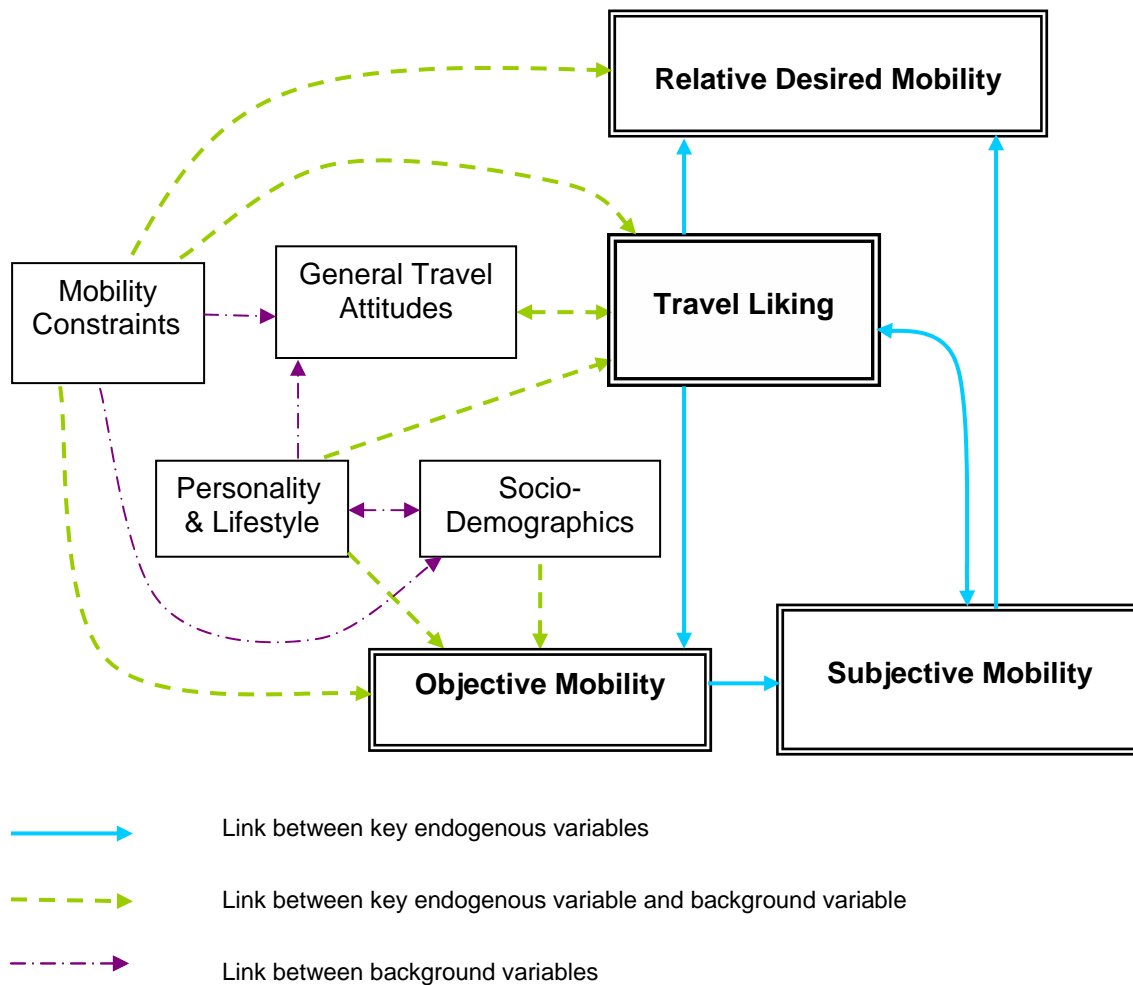 Relative Desired Mobility
Mobility
Constraints
General Travel
Attitudes
Travel Liking
Personality
& Lifestyle
Socio-
Demographics
Objective Mobility
Subjective Mobility
Link between key endogenous variables
Link between key endogenous variable and background variable
Link between background variables